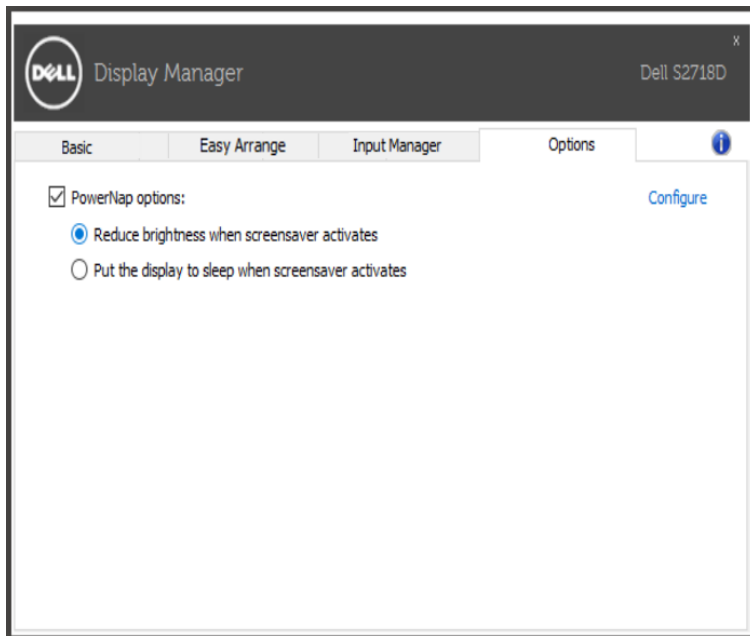 x
DELL Display Manager Dell S2718D
Basic Easy Arrange Input Manager Options i
PowerNap options: Configure
Reduce brightness when screensaver activates
Put the display to sleep when screensaver activates